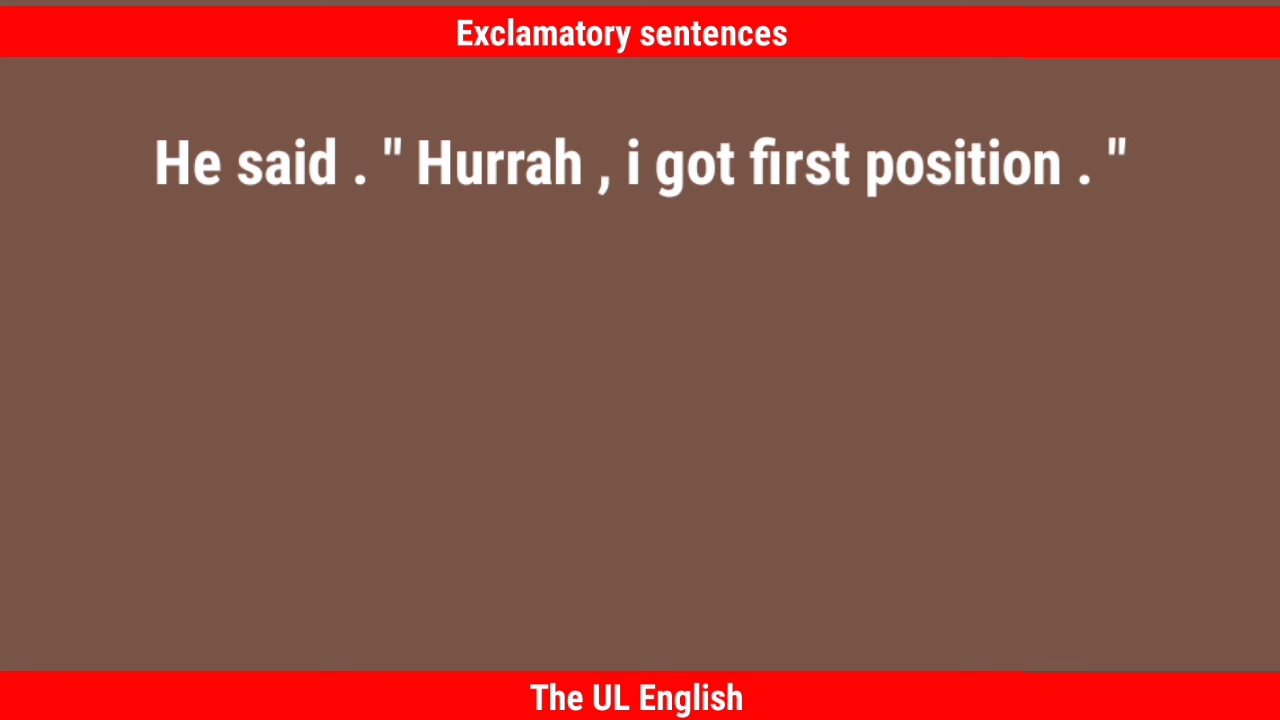 Exclamatory sentences
He said . " Hurrah , i got first position . "
The UL English